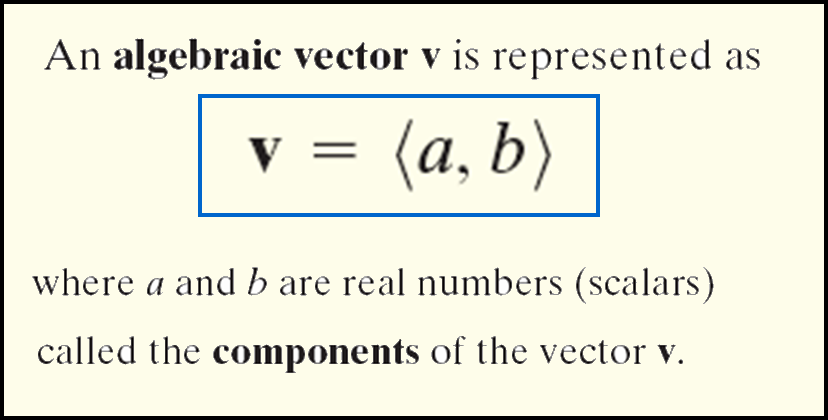 An algebraic vector v is represented as
v = ⟨a, b⟩
where a and b are real numbers (scalars)
called the components of the vector v.